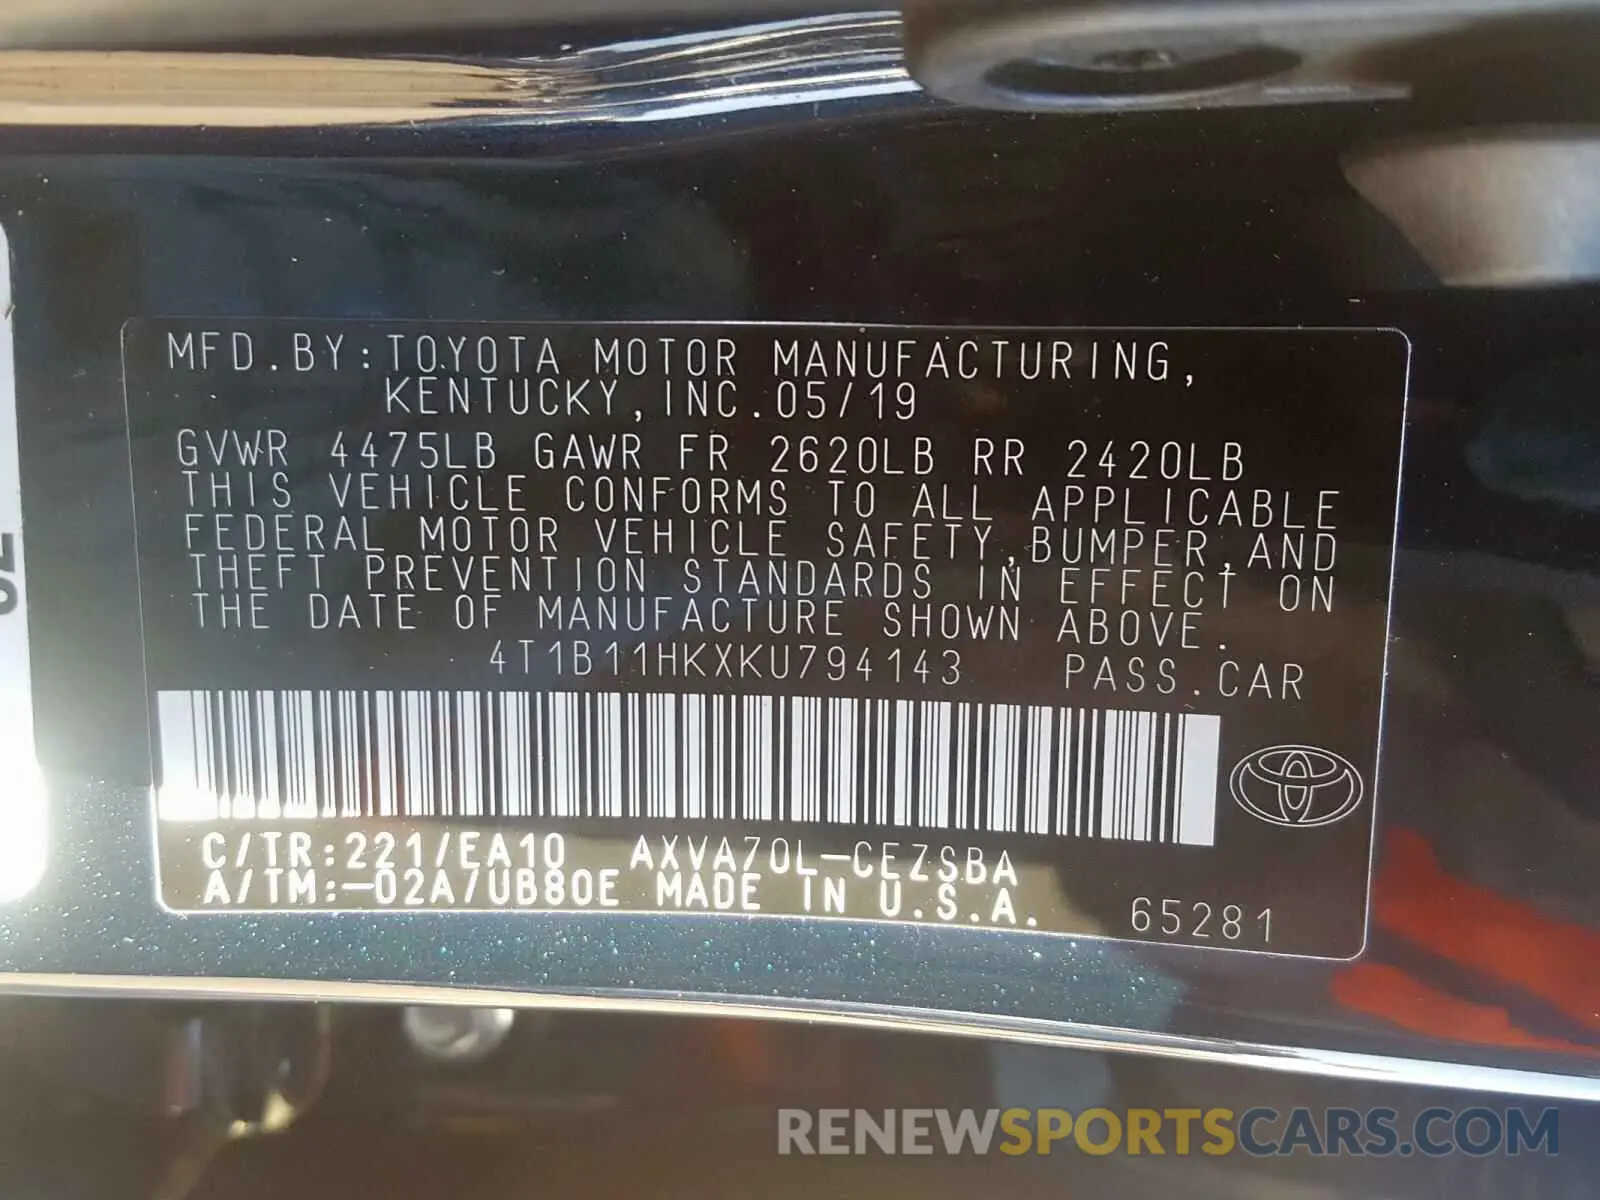 MFD.BY:TOYOTA MOTOR MANUFACTURING,
KENTUCKY,INC.05/19
GVWR 4475LB GAWR FR 2620LB RR 2420LB
THIS VEHICLE CONFORMS TO ALL APPLICABLE
FEDERAL MOTOR VEHICLE SAFETY,BUMPER,AND
THEFT PREVENTION STANDARDS IN EFFECT ON
THE DATE OF MANUFACTURE SHOWN ABOVE.
4T1B11HKXKU794143 PASS.CAR
C/TR:221/EA10 AXVA70L-CEZSBA
A/TM:-02A/UB80E MADE IN U.S.A.
65281
RENEWSPORTSCARS.COM